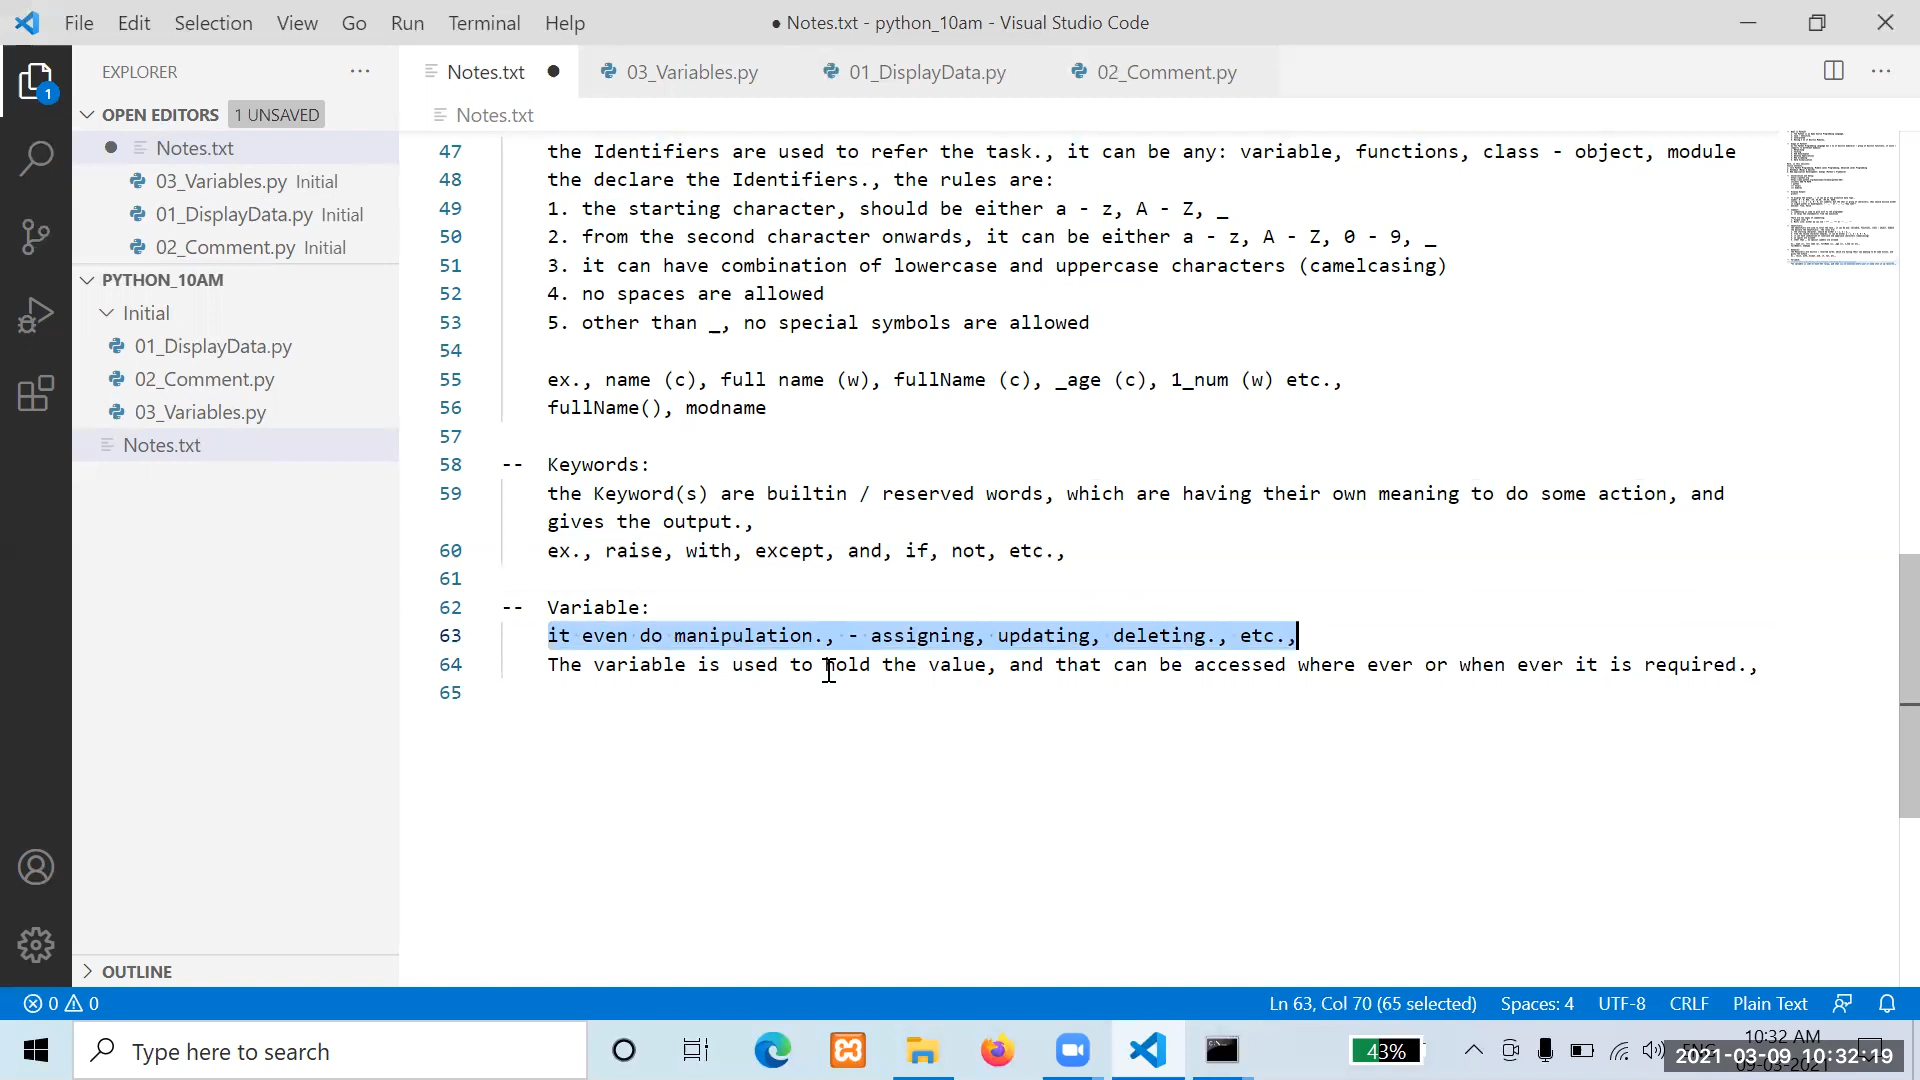 File Edit Selection View Go Run Terminal Help
● Notes.txt - python_10am - Visual Studio Code
EXPLORER
Notes.txt
03_Variables.py
01_DisplayData.py
02_Comment.py
1
OPEN EDITORS 1 UNSAVED
Notes.txt
03_Variables.py Initial
01_DisplayData.py Initial
02_Comment.py Initial
PYTHON_10AM
Initial
01_DisplayData.py
02_Comment.py
03_Variables.py
Notes.txt
OUTLINE
Notes.txt
47 the Identifiers are used to refer the task., it can be any: variable, functions, class - object, module
48 the declare the Identifiers., the rules are:
49 1. the starting character, should be either a - z, A - Z, _
50 2. from the second character onwards, it can be either a - z, A - Z, 0 - 9, _
51 3. it can have combination of lowercase and uppercase characters (camelcasing)
52 4. no spaces are allowed
53 5. other than _, no special symbols are allowed
54
55 ex., name (c), full name (w), fullName (c), _age (c), 1_num (w) etc.,
56 fullName(), modname
57
58 -- Keywords:
59 the Keyword(s) are builtin / reserved words, which are having their own meaning to do some action, and
gives the output.,
60 ex., raise, with, except, and, if, not, etc.,
61
62 -- Variable:
63 it even do manipulation., - assigning, updating, deleting., etc.,
64 The variable is used to hold the value, and that can be accessed where ever or when ever it is required.,
65
0 0
Ln 63, Col 70 (65 selected) Spaces: 4 UTF-8 CRLF Plain Text
Type here to search
43%
10:32 AM
2021-03-09 10:32:19